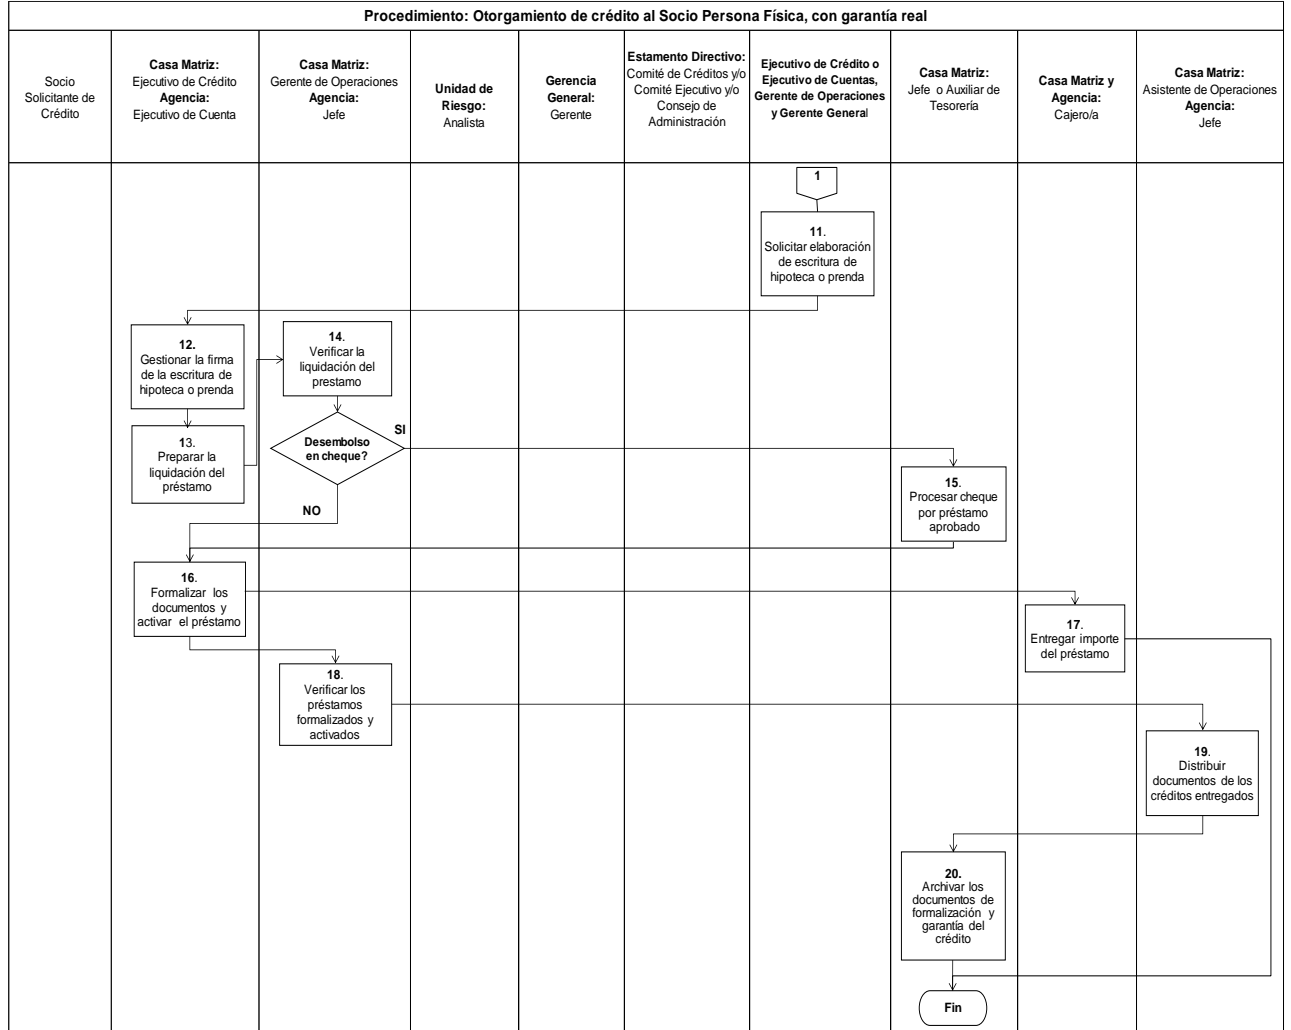 Procedimiento: Otorgamiento de crédito al Socio Persona Física, con garantía real
Socio
Solicitante de
Crédito
Casa Matriz:
Ejecutivo de Crédito
Agencia:
Ejecutivo de Cuenta
Casa Matriz:
Gerente de Operaciones
Agencia:
Jefe
Unidad de
Riesgo:
Analista
Gerencia
General:
Gerente
Estamento Directivo:
Comité de Créditos y/o
Comité Ejecutivo y/o
Consejo de
Administración
Ejecutivo de Crédito o
Ejecutivo de Cuentas,
Gerente de Operaciones
y Gerente General
Casa Matriz:
Jefe o Auxiliar de
Tesorería
Casa Matriz y
Agencia:
Cajero/a
Casa Matriz:
Asistente de Operaciones
Agencia:
Jefe
1
11.
Solicitar elaboración
de escritura de
hipoteca o prenda
12.
Gestionar la firma
de la escritura de
hipoteca o prenda
14.
Verificar la
liquidación del
prestamo
13.
Preparar la
liquidación del
préstamo
Desembolso
en cheque?
SI
NO
15.
Procesar cheque
por préstamo
aprobado
16.
Formalizar los
documentos y
activar el préstamo
17.
Entregar importe
del préstamo
18.
Verificar los
préstamos
formalizados y
activados
19.
Distribuir
documentos de los
créditos entregados
20.
Archivar los
documentos de
formalización y
garantía del
crédito
Fin